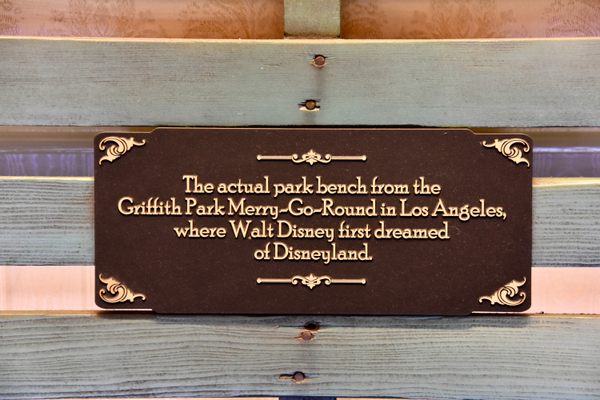 The actual park bench from the
Griffith Park Merry-Go-Round in Los Angeles,
where Walt Disney first dreamed
of Disneyland.